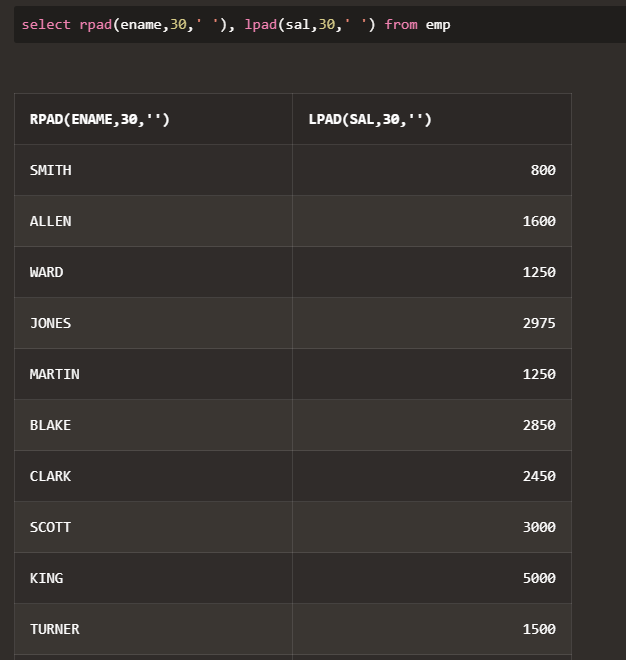 select rpad(ename,30,' '), lpad(sal,30,' ') from emp
RPAD(ENAME,30,'') LPAD(SAL,30,'')
SMITH 800
ALLEN 1600
WARD 1250
JONES 2975
MARTIN 1250
BLAKE 2850
CLARK 2450
SCOTT 3000
KING 5000
TURNER 1500